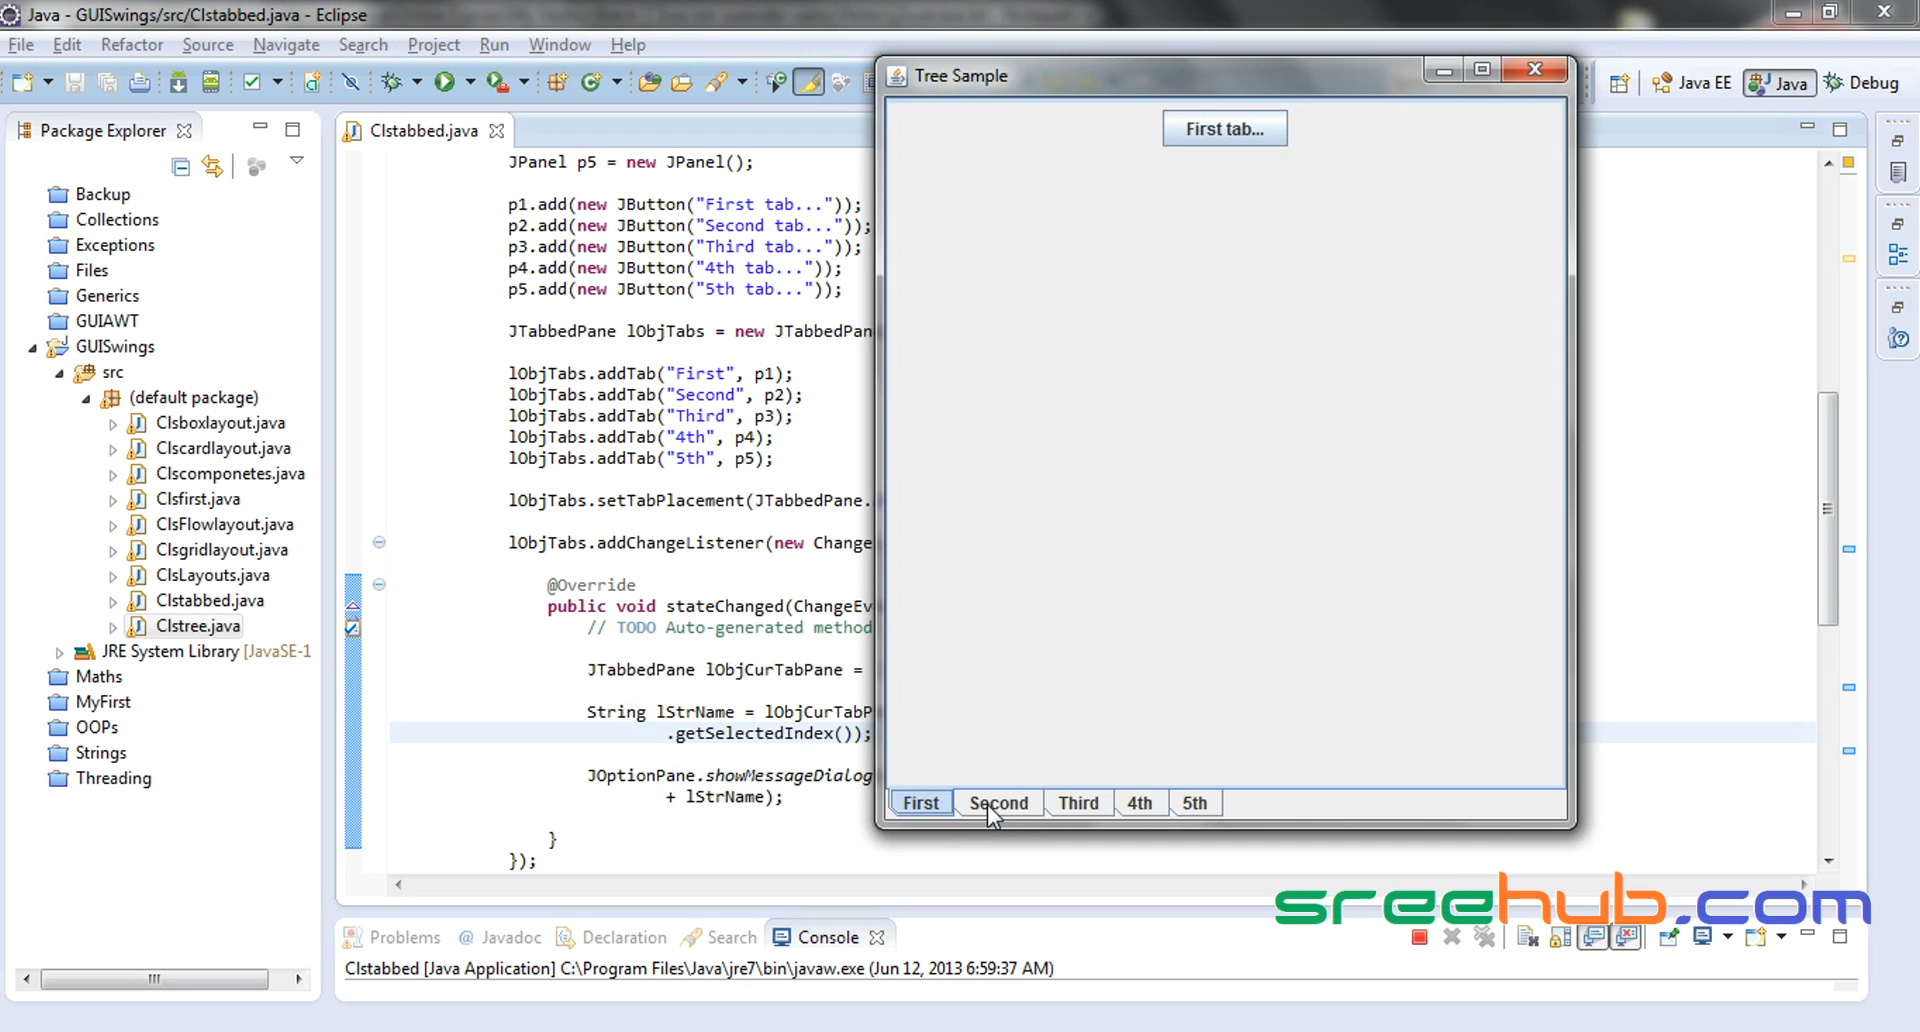 Java - GUISwings/src/Clstabbed.java - Eclipse
File Edit Refactor Source Navigate Search Project Run Window Help
Tree Sample
Java EE Java Debug
Package Explorer
Clstabbed.java
First tab...
JPanel p5 = new JPanel();
Backup
p1.add(new JButton("First tab..."));
Collections
p2.add(new JButton("Second tab..."));
Exceptions
p3.add(new JButton("Third tab..."));
Files
p4.add(new JButton("4th tab..."));
Generics
p5.add(new JButton("5th tab..."));
GUIAWT
JTabbedPane lObjTabs = new JTabbedPan
GUISwings
src
lObjTabs.addTab("First", p1);
(default package)
lObjTabs.addTab("Second", p2);
Clsboxlayout.java
lObjTabs.addTab("Third", p3);
Clscardlayout.java
lObjTabs.addTab("4th", p4);
Clscomponetes.java
lObjTabs.addTab("5th", p5);
Clsfirst.java
lObjTabs.setTabPlacement(JTabbedPane.
ClsFlowlayout.java
lObjTabs.addChangeListener(new Change
Clsgridlayout.java
ClsLayouts.java
@Override
Clstabbed.java
public void stateChanged(ChangeEv
Clstree.java
// TODO Auto-generated method
JRE System Library [JavaSE-1
JTabbedPane lObjCurTabPane =
Maths
MyFirst
String lStrName = lObjCurTabP
OOPs
.getSelectedIndex());
Strings
Threading
JOptionPane.showMessageDialog
+ lStrName);
First Second Third 4th 5th
}
});
sreehub.com
Problems Javadoc Declaration Search Console
Clstabbed [Java Application] C:\Program Files\Java\jre7\bin\javaw.exe (Jun 12, 2013 6:59:37 AM)